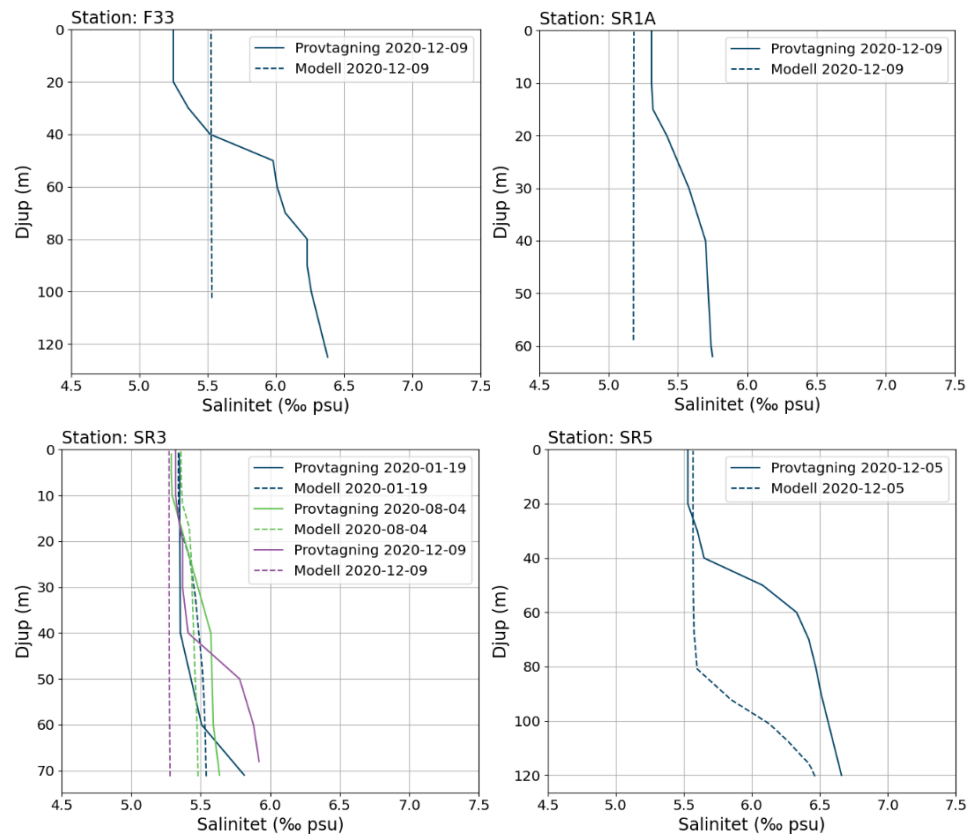 Station: F33
0
20
40
60
80
100
120
Djup (m)
Provtagning 2020-12-09
Modell 2020-12-09
4.5 5.0 5.5 6.0 6.5 7.0 7.5
Salinitet (‰ psu)
Station: SR1A
0
10
20
30
40
50
60
Djup (m)
Provtagning 2020-12-09
Modell 2020-12-09
4.5 5.0 5.5 6.0 6.5 7.0 7.5
Salinitet (‰ psu)
Station: SR3
0
10
20
30
40
50
60
70
Djup (m)
Provtagning 2020-01-19
Modell 2020-01-19
Provtagning 2020-08-04
Modell 2020-08-04
Provtagning 2020-12-09
Modell 2020-12-09
4.5 5.0 5.5 6.0 6.5 7.0 7.5
Salinitet (‰ psu)
Station: SR5
0
20
40
60
80
100
120
Djup (m)
Provtagning 2020-12-05
Modell 2020-12-05
4.5 5.0 5.5 6.0 6.5 7.0 7.5
Salinitet (‰ psu)